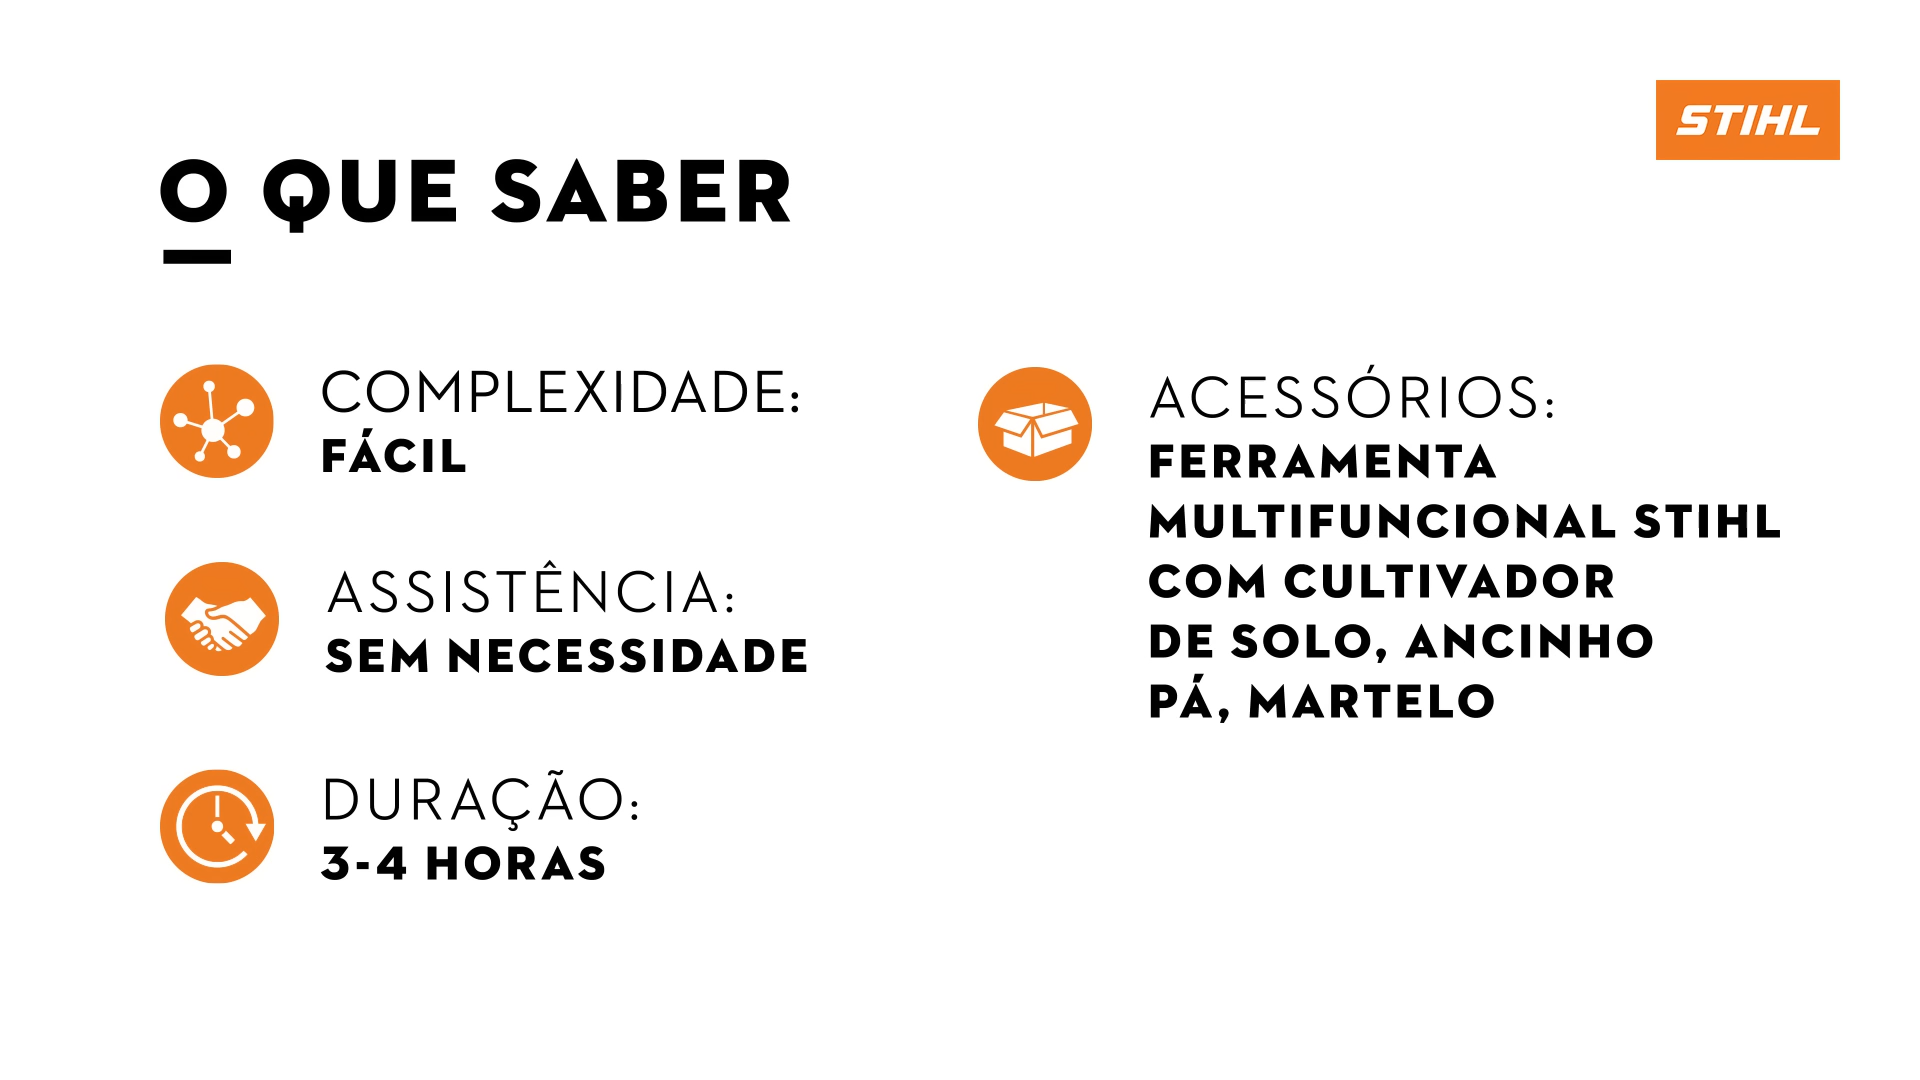 STIHL
O QUE SABER
COMPLEXIDADE:
FÁCIL
ASSISTÊNCIA:
SEM NECESSIDADE
DURAÇÃO:
3-4 HORAS
ACESSÓRIOS:
FERRAMENTA
MULTIFUNCIONAL STIHL
COM CULTIVADOR
DE SOLO, ANCINHO
PÁ, MARTELO